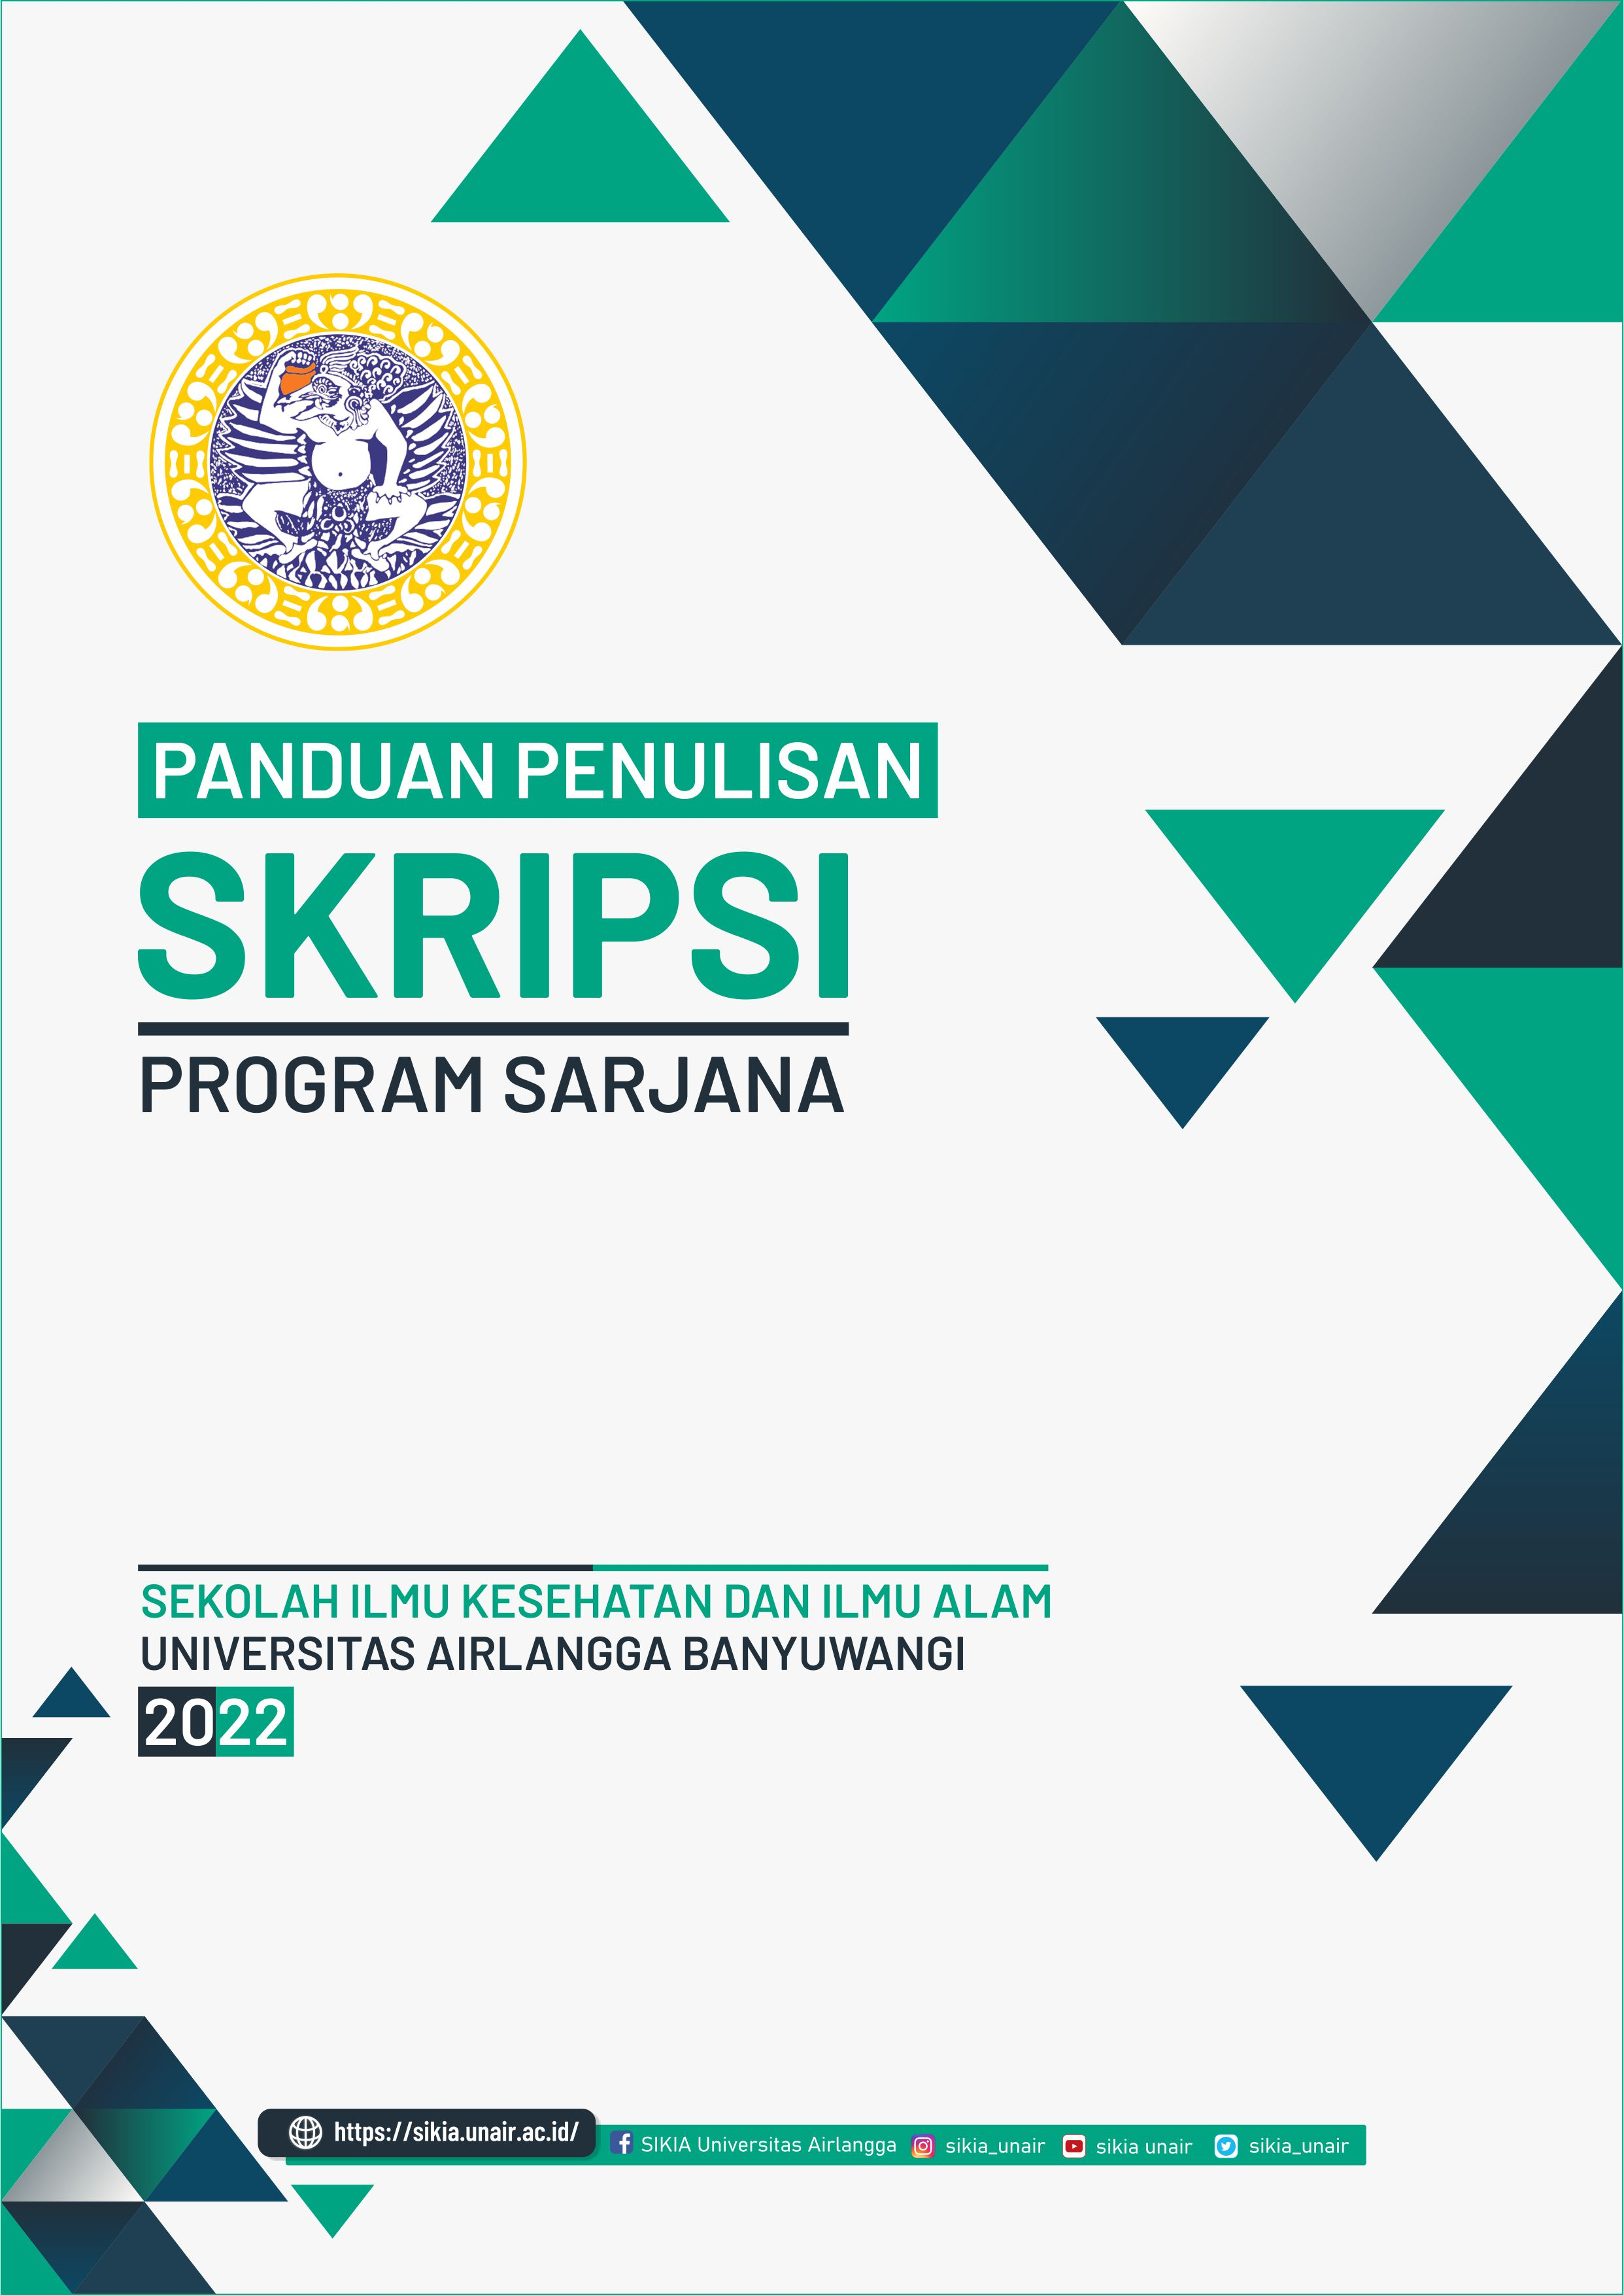 PANDUAN PENULISAN
SKRIPSI
PROGRAM SARJANA
SEKOLAH ILMU KESEHATAN DAN ILMU ALAM
UNIVERSITAS AIRLANGGA BANYUWANGI
2022
https://sikia.unair.ac.id/ SIKIA Universitas Airlangga sikia_unair sikia unair sikia_unair